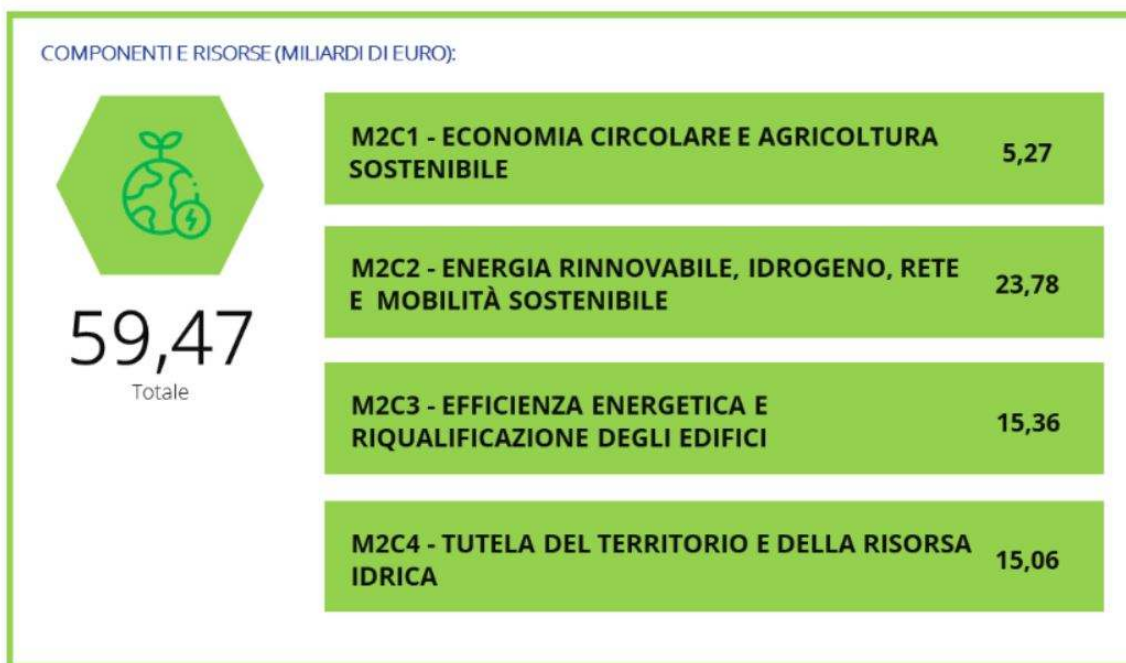 COMPONENTI E RISORSE (MILIARDI DI EURO):
59,47
Totale
M2C1 - ECONOMIA CIRCOLARE E AGRICOLTURA
SOSTENIBILE
5,27
M2C2 - ENERGIA RINNOVABILE, IDROGENO, RETE
E MOBILITÀ SOSTENIBILE
23,78
M2C3 - EFFICIENZA ENERGETICA E
RIQUALIFICAZIONE DEGLI EDIFICI
15,36
M2C4 - TUTELA DEL TERRITORIO E DELLA RISORSA
IDRICA
15,06